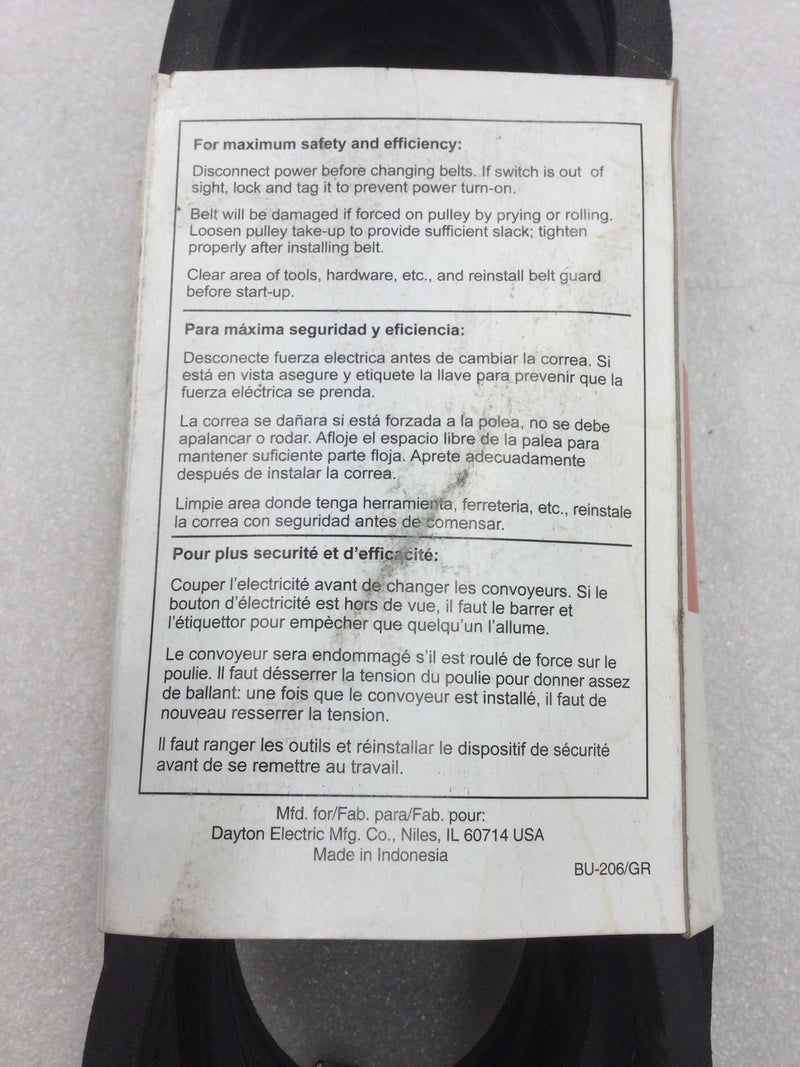 For maximum safety and efficiency:
Disconnect power before changing belts. If switch is out of
sight, lock and tag it to prevent power turn-on.
Belt will be damaged if forced on pulley by prying or rolling.
Loosen pulley take-up to provide sufficient slack; tighten
properly after installing belt.
Clear area of tools, hardware, etc., and reinstall belt guard
before start-up.
Para máxima seguridad y eficiencia:
Desconecte fuerza electrica antes de cambiar la correa. Si
está en vista asegure y etiquete la llave para prevenir que la
fuerza eléctrica se prenda.
La correa se dañara si está forzada a la polea, no se debe
apalancar o rodar. Afloje el espacio libre de la palea para
mantener suficiente parte floja. Aprete adecuadamente
después de instalar la correa.
Limpie area donde tenga herramienta, ferreteria, etc., reinstale
la correa con seguridad antes de comensar.
Pour plus securité et d'efficacité:
Couper l'electricité avant de changer les convoyeurs. Si le
bouton d'électricité est hors de vue, il faut le barrer et
l'étiquettor pour empècher que quelqu'un l'allume.
Le convoyeur sera endommagé s'il est roulé de force sur le
poulie. Il faut désserrer la tension du poulie pour donner assez
de ballant: une fois que le convoyeur est installé, il faut de
nouveau resserrer la tension.
Il faut ranger les outils et réinstallar le dispositif de sécurité
avant de se remettre au travail.
Mfd. for/Fab. para/Fab. pour:
Dayton Electric Mfg. Co., Niles, IL 60714 USA
Made in Indonesia
BU-206/GR